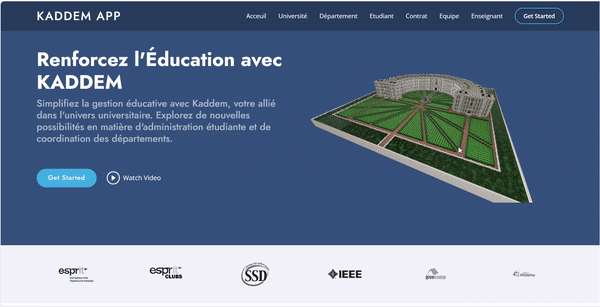 KADDEM APP
Acceuil Université Département Etudiant Contrat Equipe Enseignant Get Started
Renforcez l'Éducation avec
KADDEM
Simplifiez la gestion éducative avec Kaddem, votre allié
dans l'univers universitaire. Explorez de nouvelles
possibilités en matière d'administration étudiante et de
coordination des départements.
Get Started Watch Video
esprit esprit CLUBS SSD IEEE